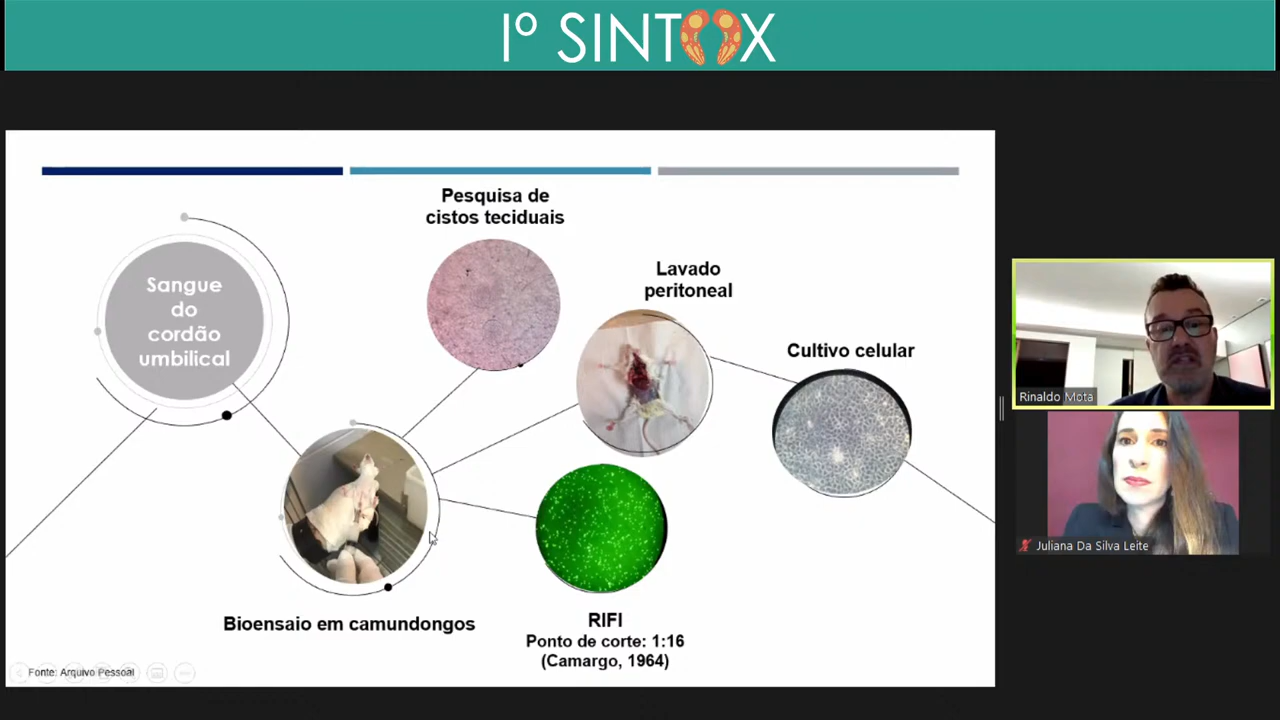 Iº SINTOX
Pesquisa de
cistos teciduais
Lavado
peritoneal
Sangue
do
cordão
umbilical
Cultivo celular
Rinaldo Mota
Juliana Da Silva Leite
Bioensaio em camundongos
RIFI
Ponto de corte: 1:16
(Camargo, 1964)
Fonte: Arquivo Pessoal